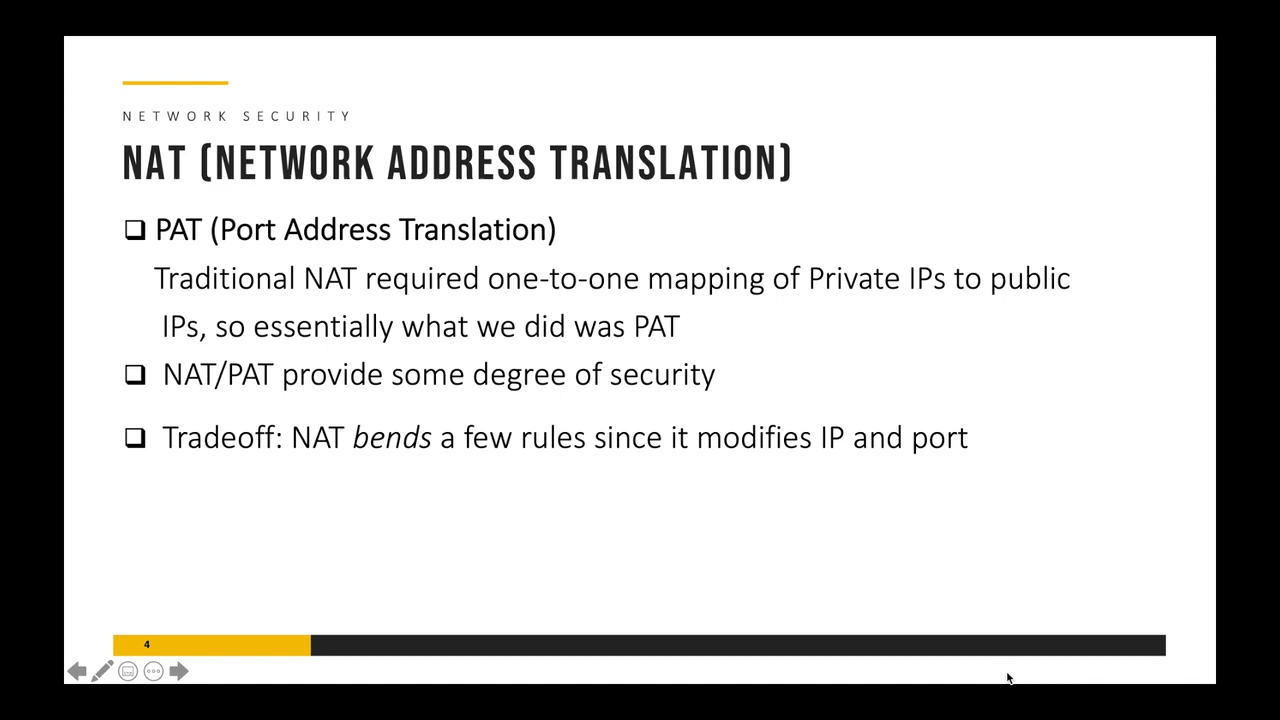 NETWORK SECURITY
NAT (NETWORK ADDRESS TRANSLATION)
❑ PAT (Port Address Translation)
Traditional NAT required one-to-one mapping of Private IPs to public
IPs, so essentially what we did was PAT
❑ NAT/PAT provide some degree of security
❑ Tradeoff: NAT bends a few rules since it modifies IP and port
4